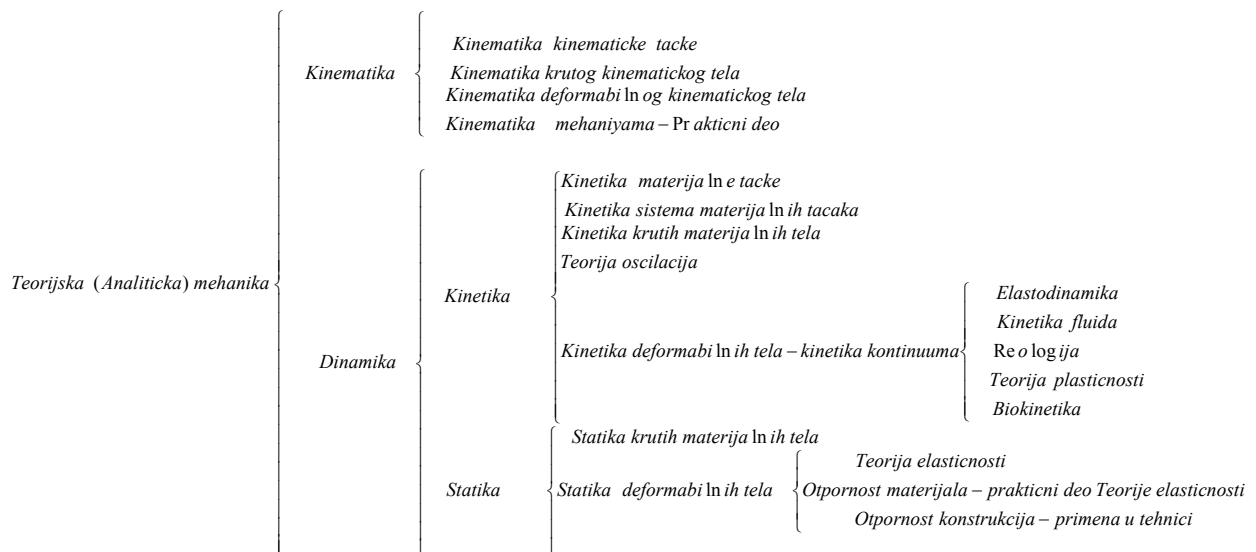 Kinematika kinematicke tacke
Kinematika krutog kinematickog tela
Kinematika deformabi ln og kinematickog tela
Kinematika mehaniyama – Pr akticni deo
Kinematika
Kinetika materija ln e tacke
Kinetika sistema materija ln ih tacaka
Kinetika krutih materija ln ih tela
Teorija oscilacija
Teorijska (Analiticka) mehanika
Kinetika
Elastodinamika
Kinetika fluida
Kinetika deformabi ln ih tela – kinetika kontinuuma
Re o log ija
Teorija plasticnosti
Biokinetika
Dinamika
Statika krutih materija ln ih tela
Statika
Statika deformabi ln ih tela
Teorija elasticnosti
Otpornost materijala – prakticni deo Teorije elasticnosti
Otpornost konstrukcija – primena u tehnici